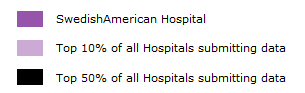 SwedishAmerican Hospital
Top 10% of all Hospitals submitting data
Top 50% of all Hospitals submitting data